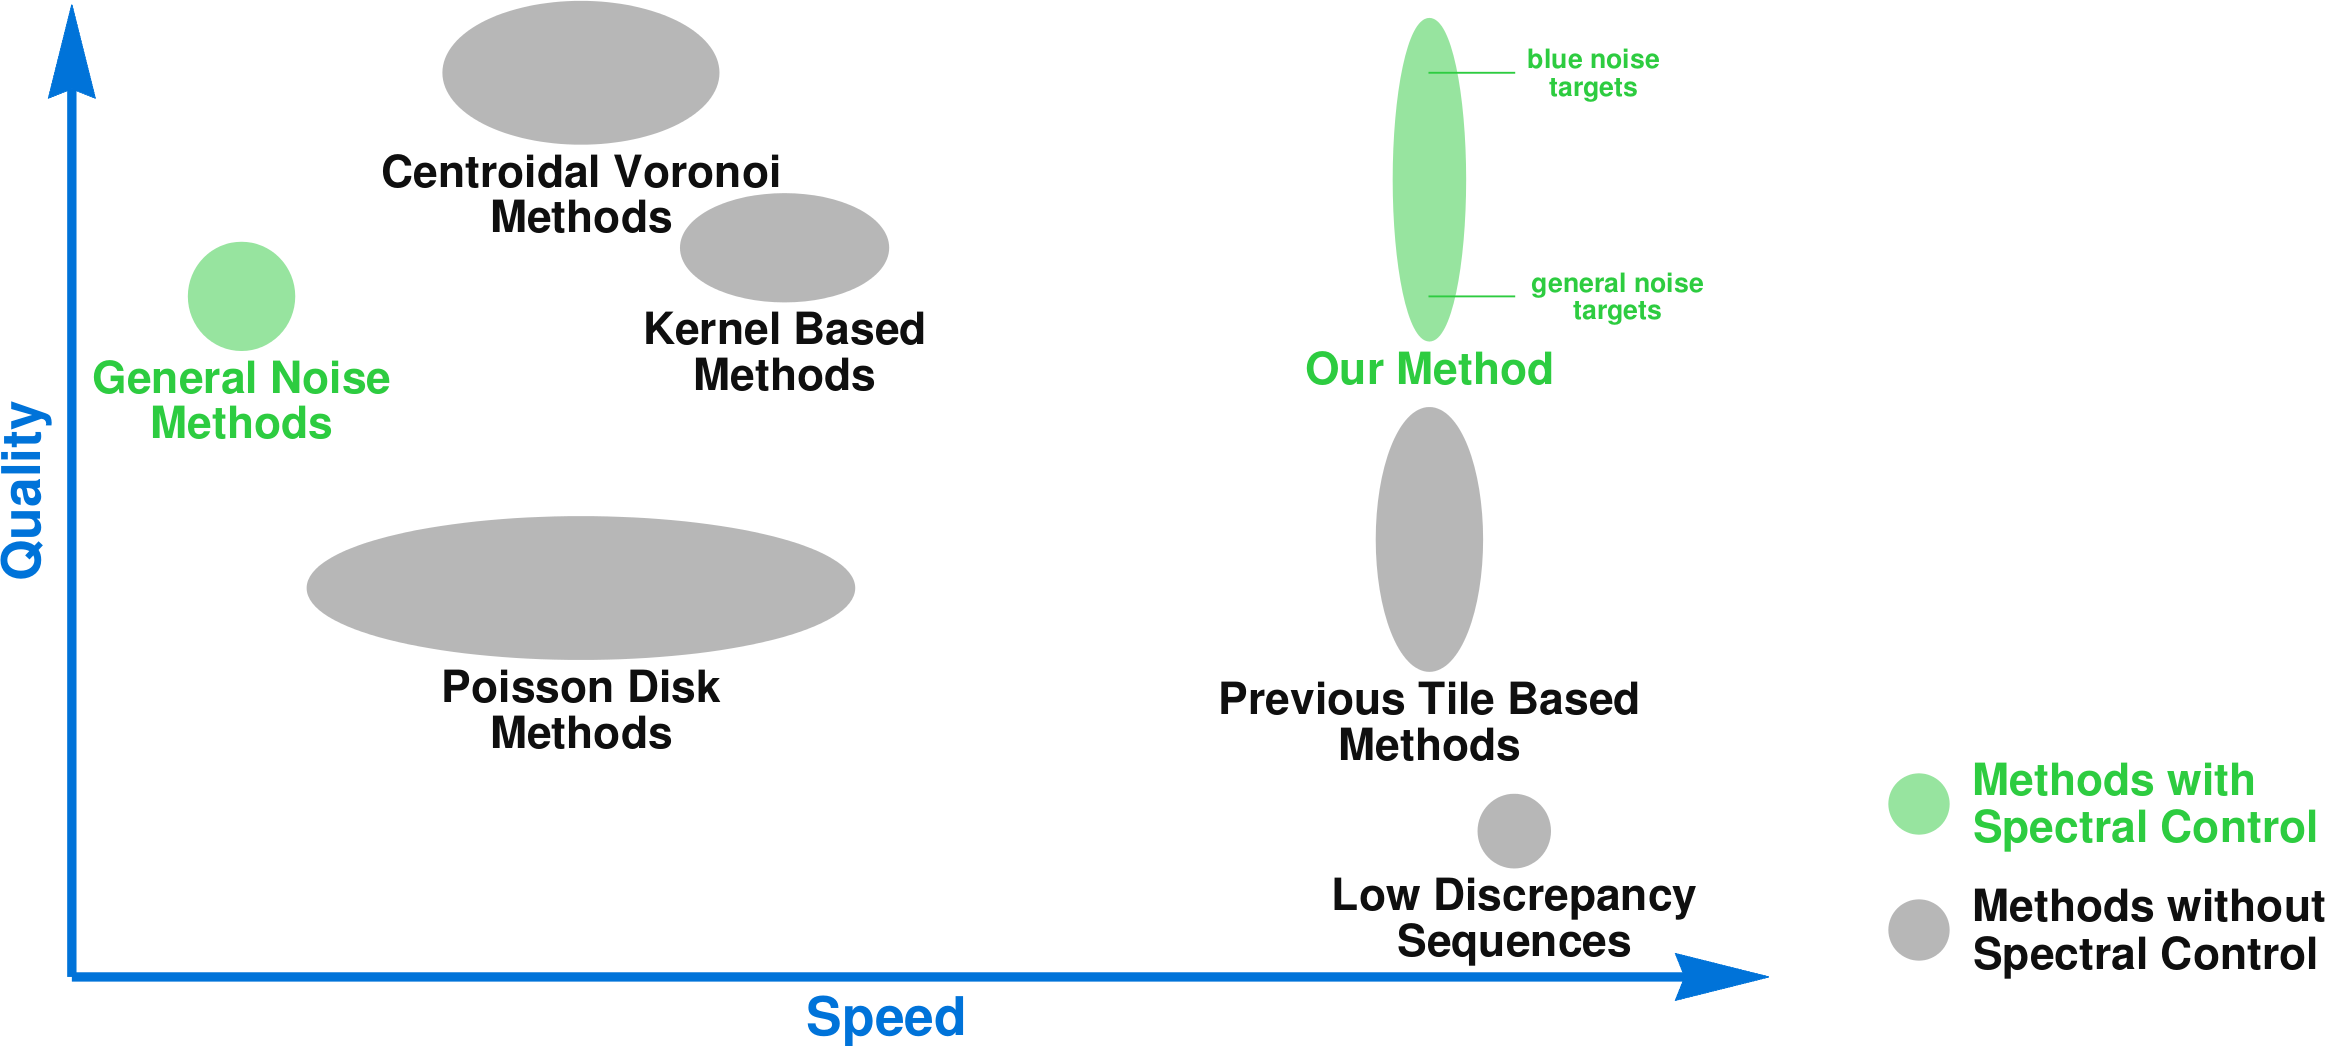 blue noise
targets
Centroidal Voronoi
Methods
general noise
targets
Kernel Based
Methods
Our Method
General Noise
Methods
Quality
Poisson Disk
Methods
Previous Tile Based
Methods
Methods with
Spectral Control
Low Discrepancy
Sequences
Methods without
Spectral Control
Speed